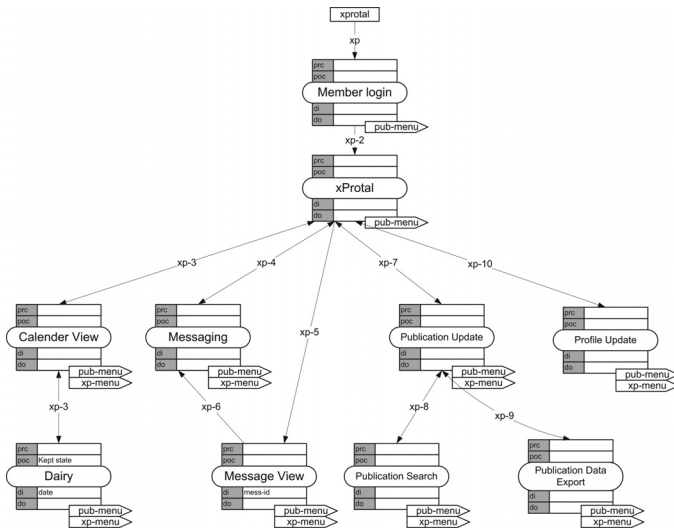 xprotal
xp
prc
poc
Member login
di
do
pub-menu
xp-2
prc
poc
xProtal
di
do
pub-menu
xp-3
xp-4
xp-7
xp-10
xp-5
prc
poc
Calender View
di
do
pub-menu
xp-menu
prc
poc
Messaging
di
do
pub-menu
xp-menu
prc
poc
Publication Update
di
do
pub-menu
xp-menu
prc
poc
Profile Update
di
do
pub-menu
xp-menu
xp-3
xp-6
xp-8
xp-9
prc
poc Kept state
Dairy
di date
do
pub-menu
xp-menu
prc
poc
Message View
di mess-id
do
pub-menu
xp-menu
prc
poc
Publication Search
di
do
pub-menu
xp-menu
prc
poc
Publication Data
Export
di
do
pub-menu
xp-menu